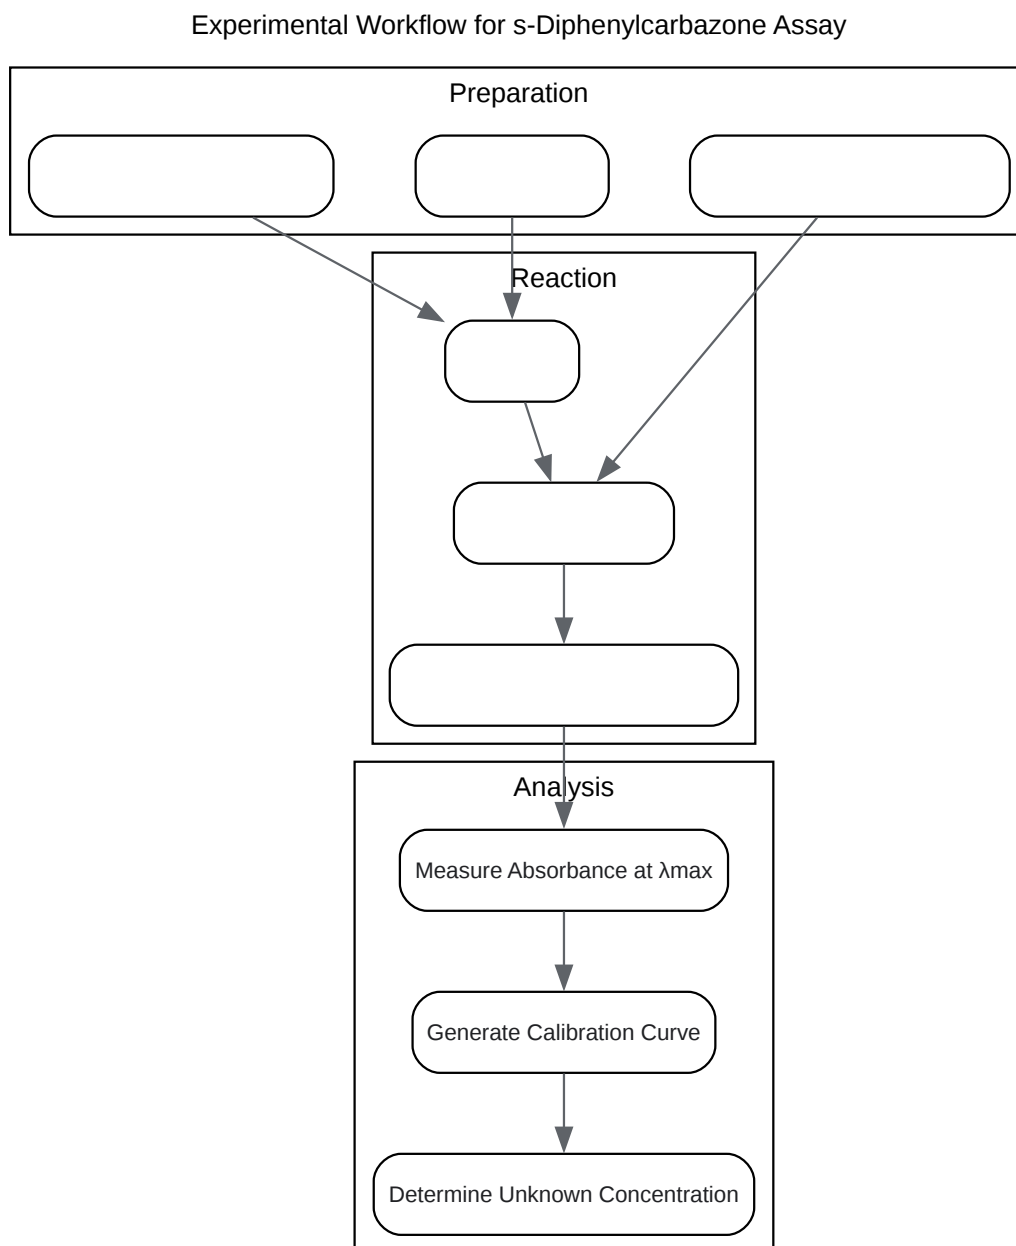 Experimental Workflow for s-Diphenylcarbazone Assay
Preparation
Reaction
Analysis
Measure Absorbance at λmax
Generate Calibration Curve
Determine Unknown Concentration